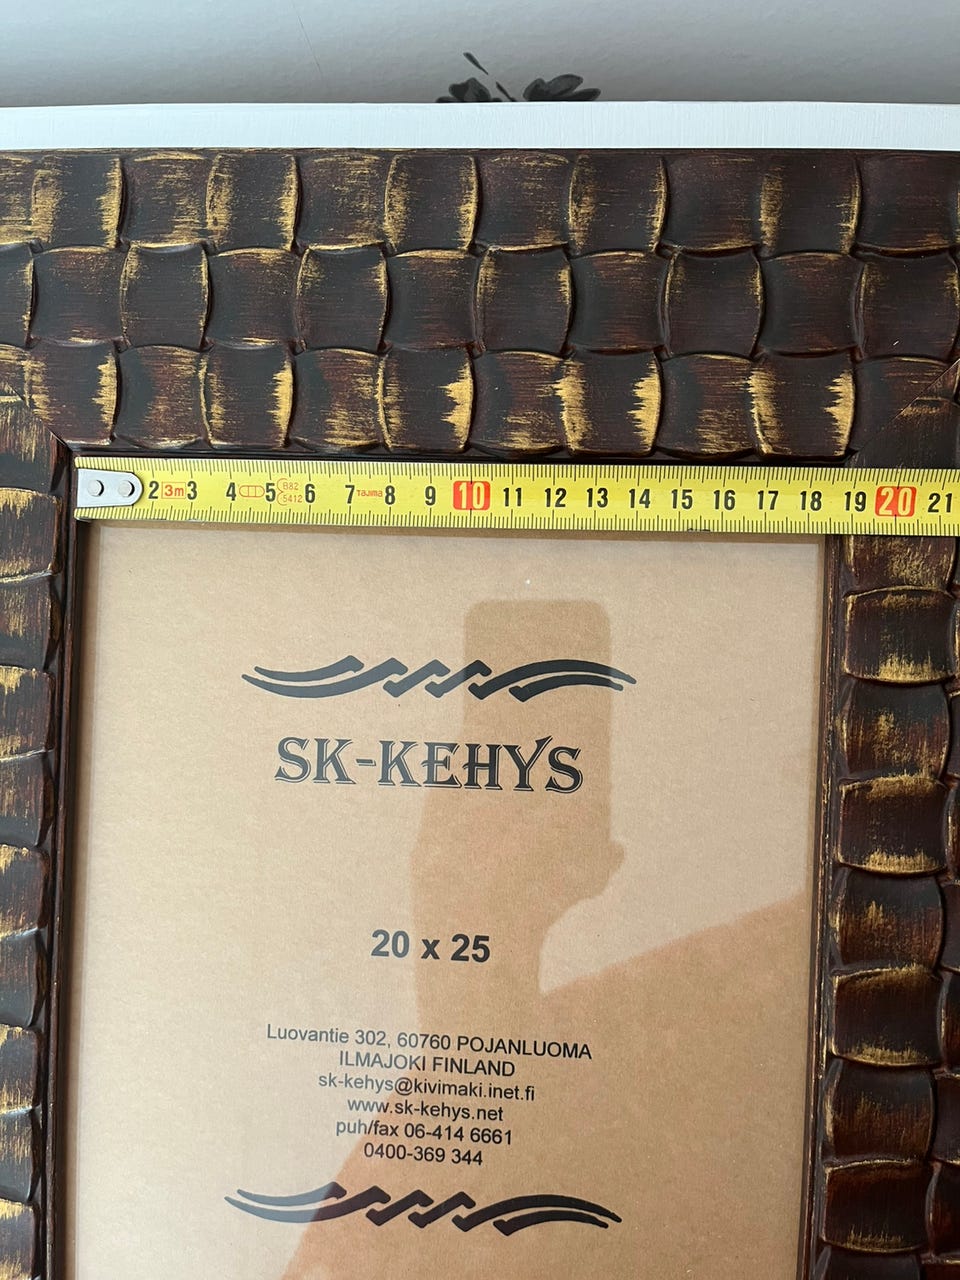 2 3m 3 4 5 B82 5412 6 7 TAJIMA 8 9 10 11 12 13 14 15 16 17 18 19 20 21
SK-KEHYS
20 x 25
Luovantie 302, 60760 POJANLUOMA
ILMAJOKI FINLAND
sk-kehys@kivimaki.inet.fi
www.sk-kehys.net
puh/fax 06-414 6661
0400-369 344